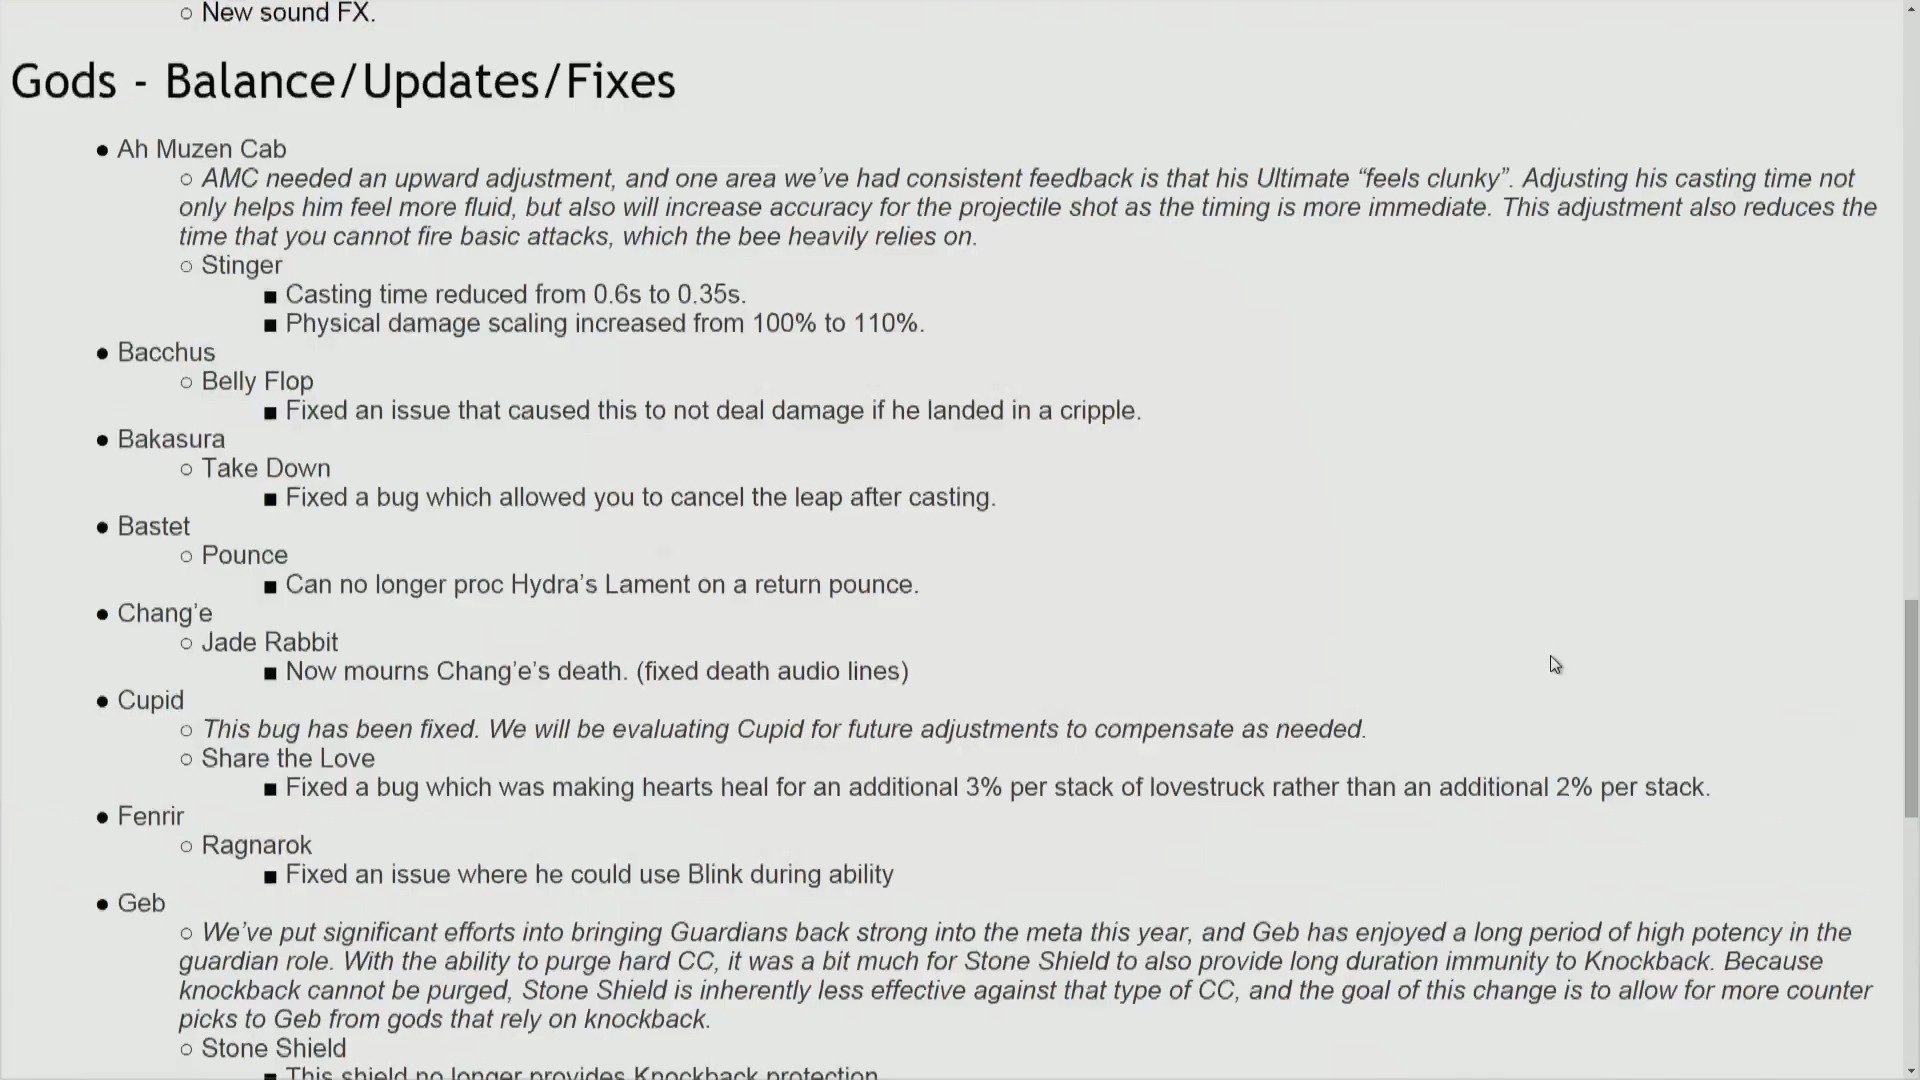 ○ New sound FX.
Gods - Balance/Updates/Fixes
● Ah Muzen Cab
○ AMC needed an upward adjustment, and one area we’ve had consistent feedback is that his Ultimate “feels clunky”. Adjusting his casting time not
only helps him feel more fluid, but also will increase accuracy for the projectile shot as the timing is more immediate. This adjustment also reduces the
time that you cannot fire basic attacks, which the bee heavily relies on.
○ Stinger
■ Casting time reduced from 0.6s to 0.35s.
■ Physical damage scaling increased from 100% to 110%.
● Bacchus
○ Belly Flop
■ Fixed an issue that caused this to not deal damage if he landed in a cripple.
● Bakasura
○ Take Down
■ Fixed a bug which allowed you to cancel the leap after casting.
● Bastet
○ Pounce
■ Can no longer proc Hydra’s Lament on a return pounce.
● Chang’e
○ Jade Rabbit
■ Now mourns Chang’e’s death. (fixed death audio lines)
● Cupid
○ This bug has been fixed. We will be evaluating Cupid for future adjustments to compensate as needed.
○ Share the Love
■ Fixed a bug which was making hearts heal for an additional 3% per stack of lovestruck rather than an additional 2% per stack.
● Fenrir
○ Ragnarok
■ Fixed an issue where he could use Blink during ability
● Geb
○ We’ve put significant efforts into bringing Guardians back strong into the meta this year, and Geb has enjoyed a long period of high potency in the
guardian role. With the ability to purge hard CC, it was a bit much for Stone Shield to also provide long duration immunity to Knockback. Because
knockback cannot be purged, Stone Shield is inherently less effective against that type of CC, and the goal of this change is to allow for more counter
picks to Geb from gods that rely on knockback.
○ Stone Shield
■ This shield no longer provides Knockback protection